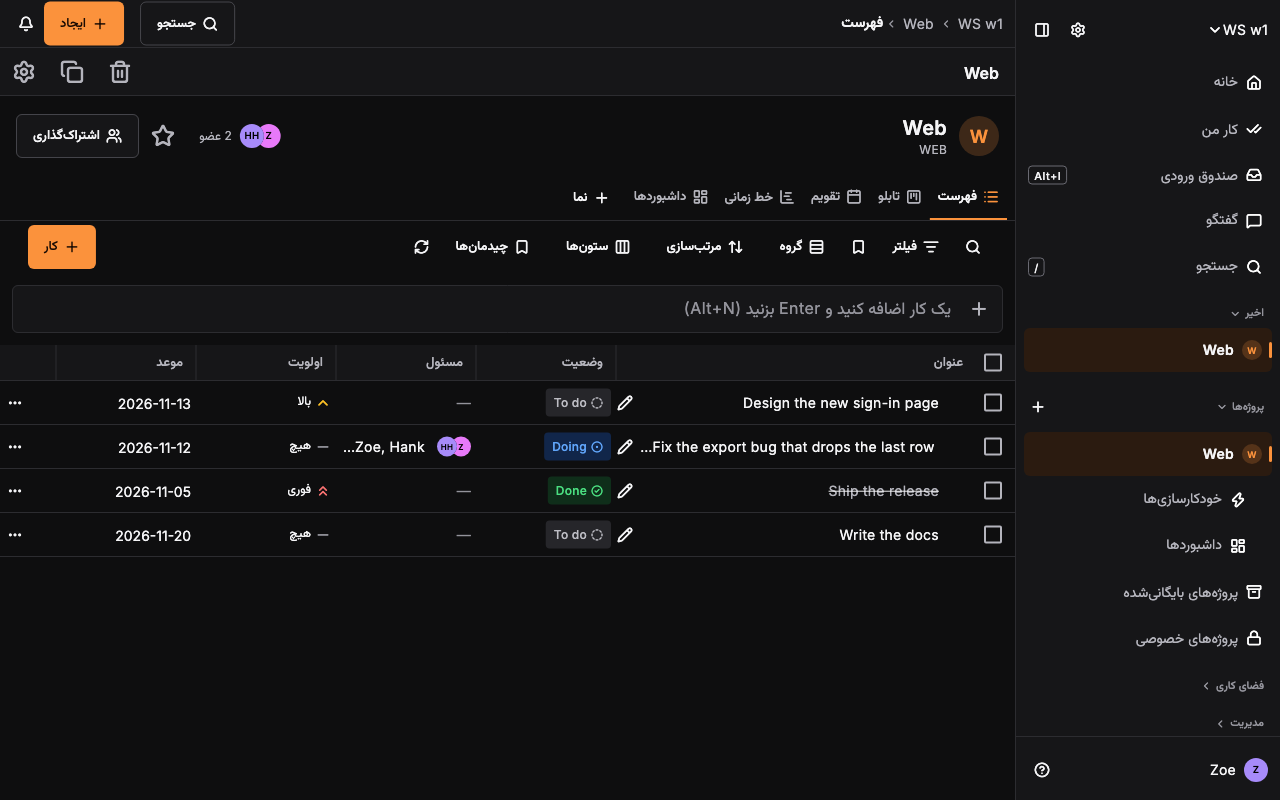 WS w1
خانه
کار من
صندوق ورودی Alt+I
گفتگو
جستجو /
اخیر
W Web
پروژه‌ها
W Web
خودکارسازی‌ها
داشبوردها
پروژه‌های بایگانی‌شده
پروژه‌های خصوصی
فضای کاری
مدیریت
Z Zoe
WS w1 › Web › فهرست
جستجو
ایجاد
Web
W Web
WEB
Z HH 2 عضو
اشتراک‌گذاری
فهرست تابلو تقویم خط زمانی داشبوردها نما
فیلتر گروه مرتب‌سازی ستون‌ها چیدمان‌ها
کار
یک کار اضافه کنید و Enter بزنید (Alt+N)
عنوان وضعیت مسئول اولویت موعد
Design the new sign-in page To do — بالا 2026-11-13
Fix the export bug that drops the last row... Doing Z HH Zoe, Hank... هیچ 2026-11-12
Ship the release Done — فوری 2026-11-05
Write the docs To do — هیچ 2026-11-20